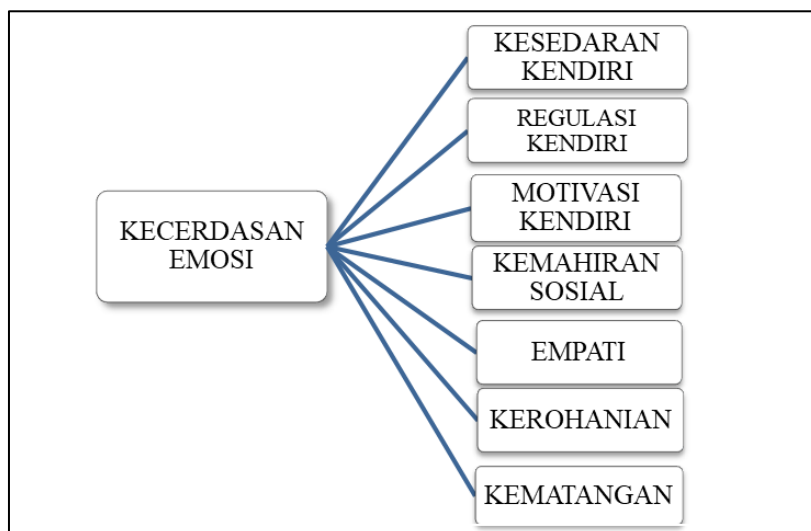 KECERDASAN
EMOSI
KESEDARAN
KENDIRI
REGULASI
KENDIRI
MOTIVASI
KENDIRI
KEMAHIRAN
SOSIAL
EMPATI
KEROHANIAN
KEMATANGAN